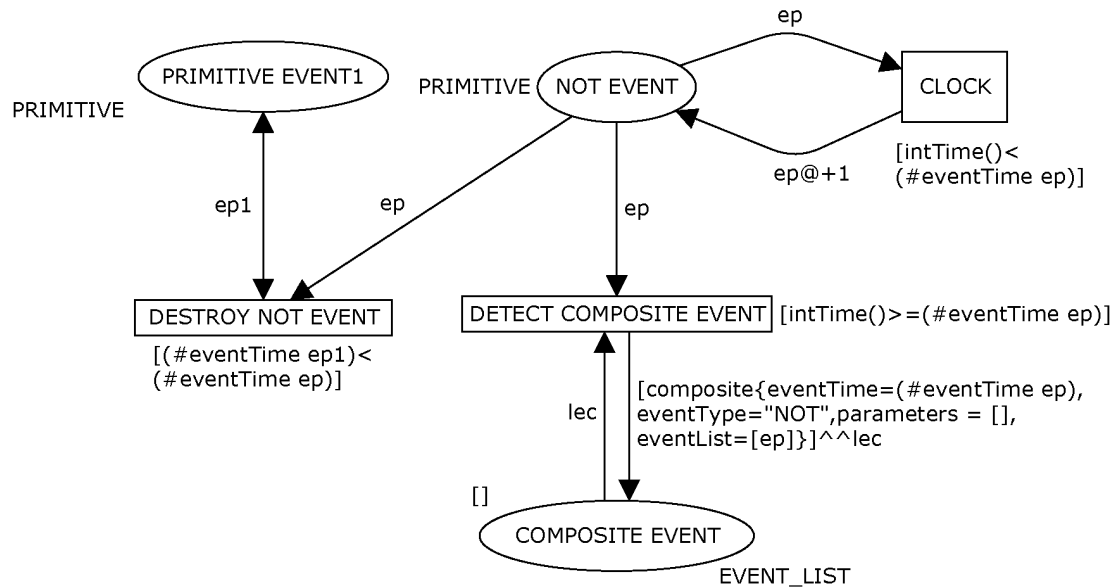 ep
PRIMITIVE EVENT1
PRIMITIVE
NOT EVENT
CLOCK
PRIMITIVE
[intTime()<
(#eventTime ep)]
ep@+1
ep1
ep
ep
DESTROY NOT EVENT
DETECT COMPOSITE EVENT
[intTime()>=(#eventTime ep)]
[(#eventTime ep1)<
(#eventTime ep)]
lec
[composite{eventTime=(#eventTime ep),
eventType="NOT",parameters = [],
eventList=[ep]}]^^lec
[]
COMPOSITE EVENT
EVENT_LIST